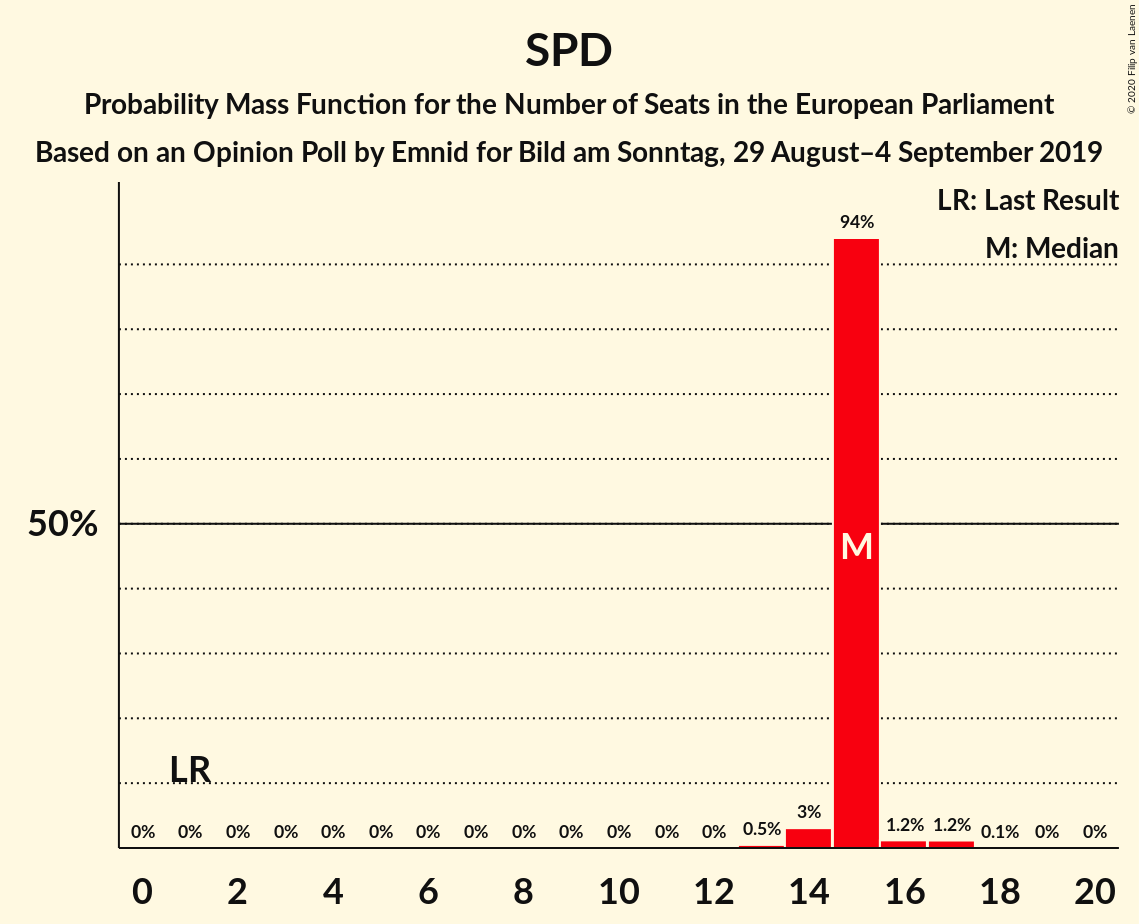 © 2020 Filip van Laenen
SPD
Probability Mass Function for the Number of Seats in the European Parliament
Based on an Opinion Poll by Emnid for Bild am Sonntag, 29 August–4 September 2019
LR: Last Result
M: Median
94%
50%
M
LR
0% 0% 0% 0% 0% 0% 0% 0% 0% 0% 0% 0% 0% 0.5% 3% 1.2% 1.2% 0.1% 0% 0%
0 2 4 6 8 10 12 14 16 18 20